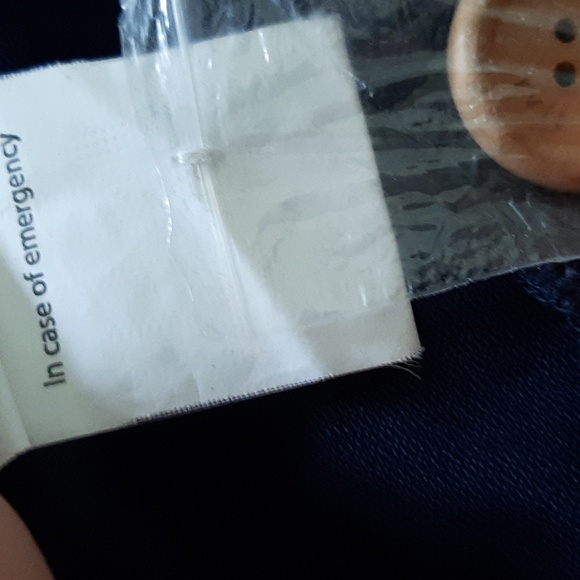 In case of emergency